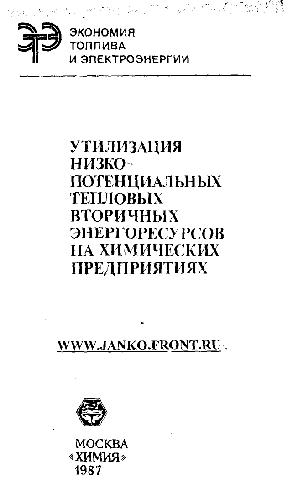 ЭТЭ
ЭКОНОМИЯ
ТОПЛИВА
И ЭЛЕКТРОЭНЕРГИИ
УТИЛИЗАЦИЯ
НИЗКО-
ПОТЕНЦИАЛЬНЫХ
ТЕПЛОВЫХ
ВТОРИЧНЫХ
ЭНЕРГОРЕСУРСОВ
НА ХИМИЧЕСКИХ
ПРЕДПРИЯТИЯХ
WWW.JANKO.FRONT.RU
МОСКВА
«ХИМИЯ»
1987